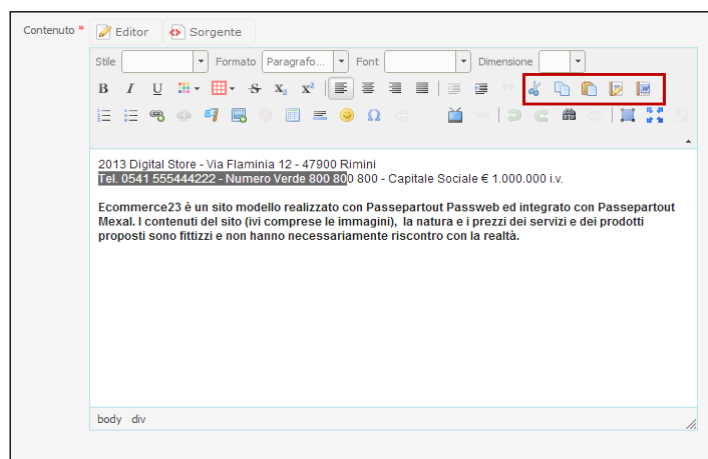 Contenuto * Editor Sorgente
Stile Formato Paragrafo... Font Dimensione
B I U S X₂ X²
Ω
2013 Digital Store - Via Flaminia 12 - 47900 Rimini
Tel. 0541 555444222 - Numero Verde 800 800 800 - Capitale Sociale € 1.000.000 i.v.
Ecommerce23 è un sito modello realizzato con Passepartout Passweb ed integrato con Passepartout
Mexal. I contenuti del sito (ivi comprese le immagini), la natura e i prezzi dei servizi e dei prodotti
proposti sono fittizzi e non hanno necessariamente riscontro con la realtà.
body div